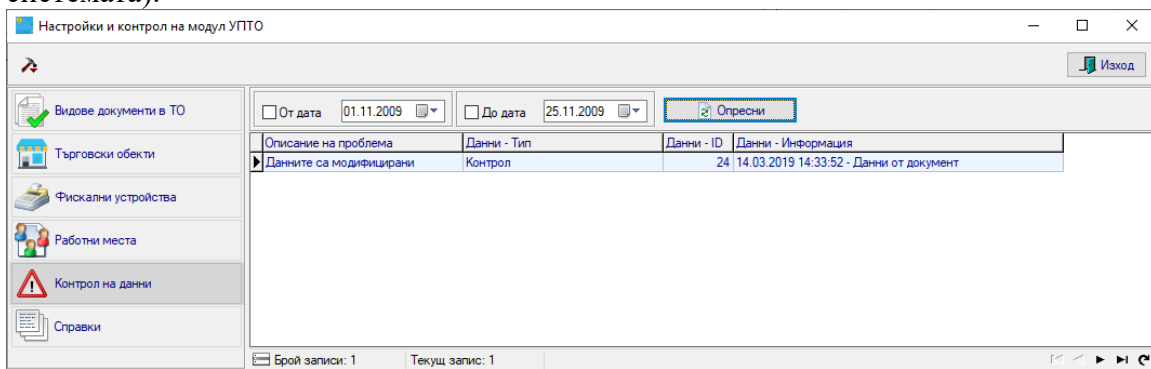 системата).
Настройки и контрол на модул УПТО
Изход
Видове документи в ТО
Търговски обекти
Фискални устройства
Работни места
Контрол на данни
Справки
От дата 01.11.2009 До дата 25.11.2009 Опресни
Описание на проблема Данни - Тип Данни - ID Данни - Информация
Данните са модифицирани Контрол 24 14.03.2019 14:33:52 - Данни от документ
Брой записи: 1 Текущ запис: 1